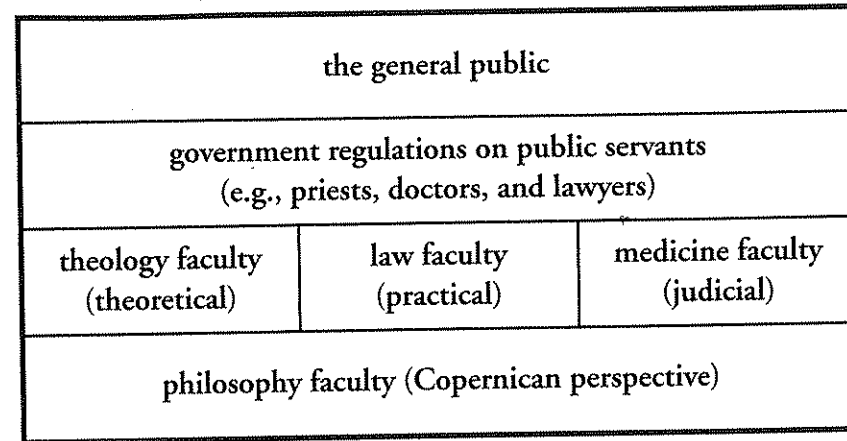 the general public
government regulations on public servants
(e.g., priests, doctors, and lawyers)
theology faculty
(theoretical)
law faculty
(practical)
medicine faculty
(judicial)
philosophy faculty (Copernican perspective)